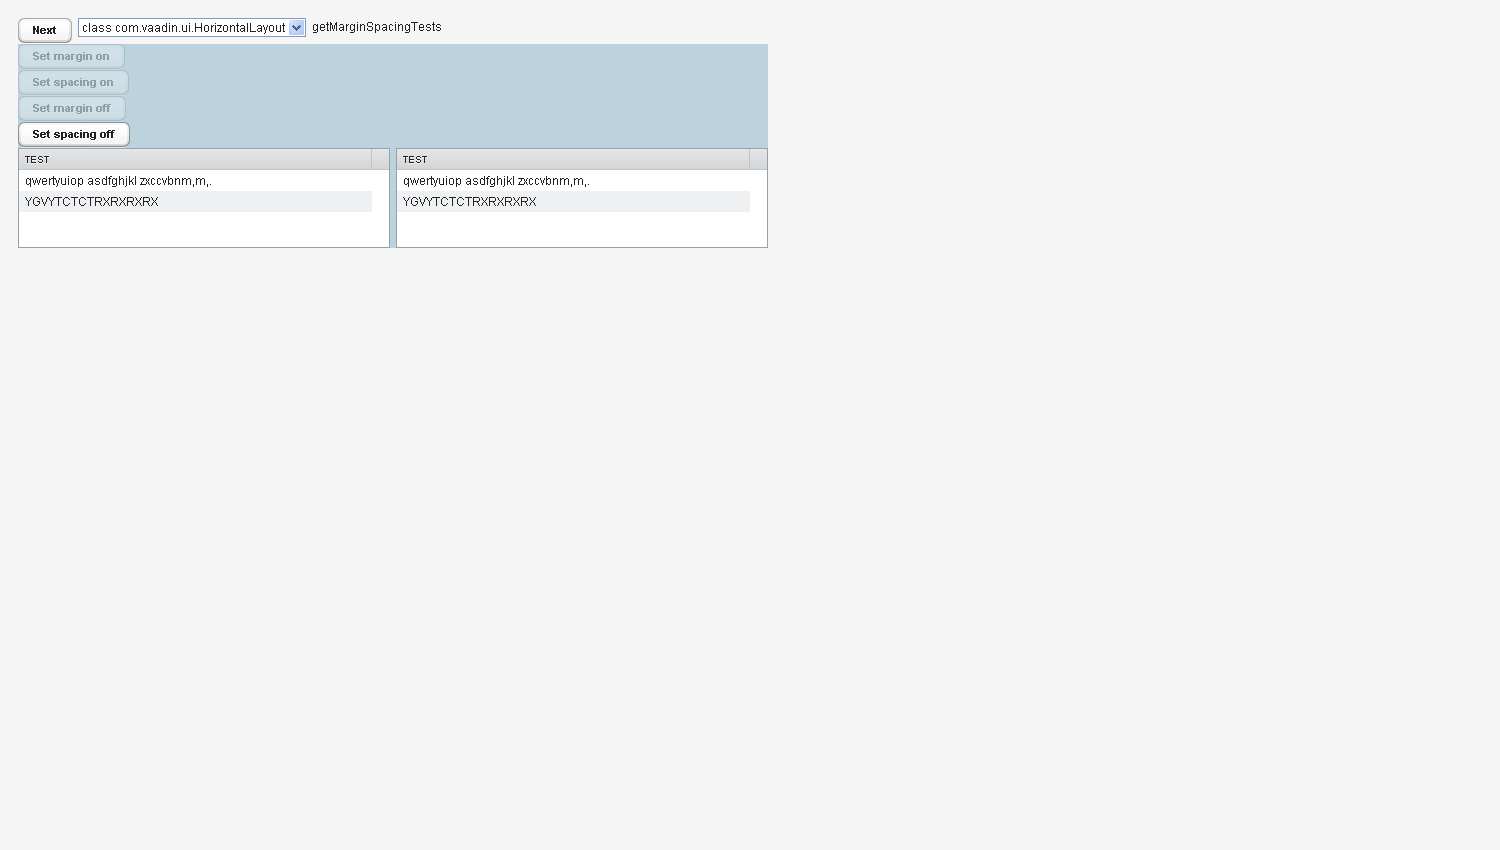 Next class com.vaadin.ui.HorizontalLayout getMarginSpacingTests
Set margin on
Set spacing on
Set margin off
Set spacing off
TEST TEST
qwertyuiop asdfghjkl zxccvbnm,m,. qwertyuiop asdfghjkl zxccvbnm,m,.
YGVYTCTCTRXRXRXRX YGVYTCTCTRXRXRXRX